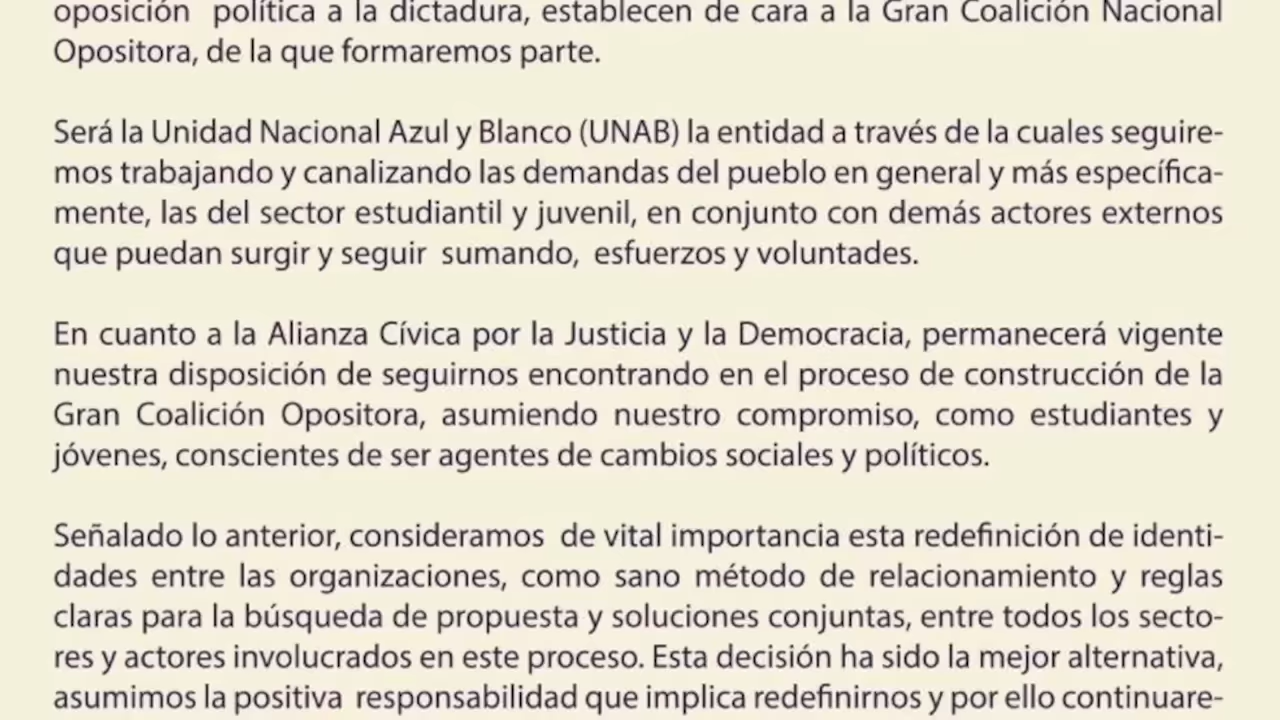 oposición política a la dictadura, establecen de cara a la Gran Coalición Nacional
Opositora, de la que formaremos parte.
Será la Unidad Nacional Azul y Blanco (UNAB) la entidad a través de la cuales seguire-
mos trabajando y canalizando las demandas del pueblo en general y más específica-
mente, las del sector estudiantil y juvenil, en conjunto con demás actores externos
que puedan surgir y seguir sumando, esfuerzos y voluntades.
En cuanto a la Alianza Cívica por la Justicia y la Democracia, permanecerá vigente
nuestra disposición de seguirnos encontrando en el proceso de construcción de la
Gran Coalición Opositora, asumiendo nuestro compromiso, como estudiantes y
jóvenes, conscientes de ser agentes de cambios sociales y políticos.
Señalado lo anterior, consideramos de vital importancia esta redefinición de identi-
dades entre las organizaciones, como sano método de relacionamiento y reglas
claras para la búsqueda de propuesta y soluciones conjuntas, entre todos los secto-
res y actores involucrados en este proceso. Esta decisión ha sido la mejor alternativa,
asumimos la positiva responsabilidad que implica redefinirnos y por ello continuare-